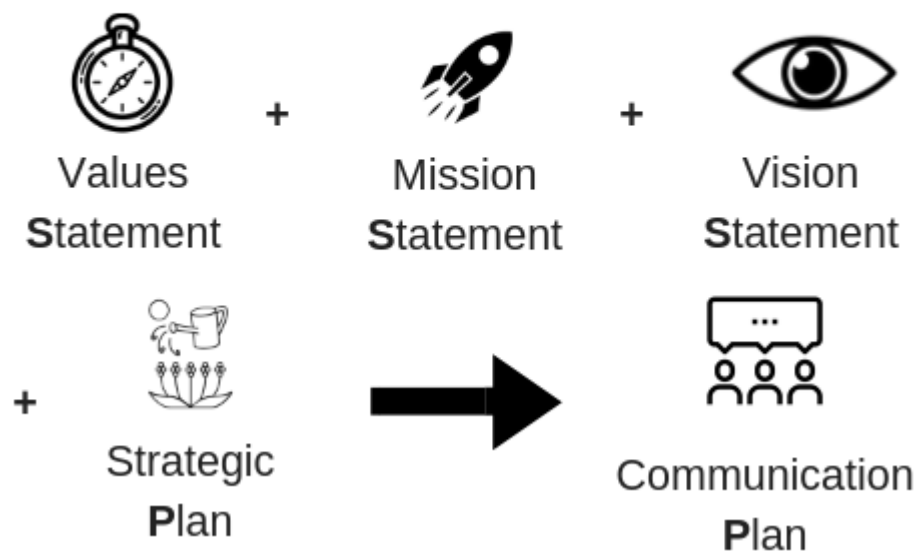 Values
Statement
+
Mission
Statement
+
Vision
Statement
+
Strategic
Plan
...
Communication
Plan